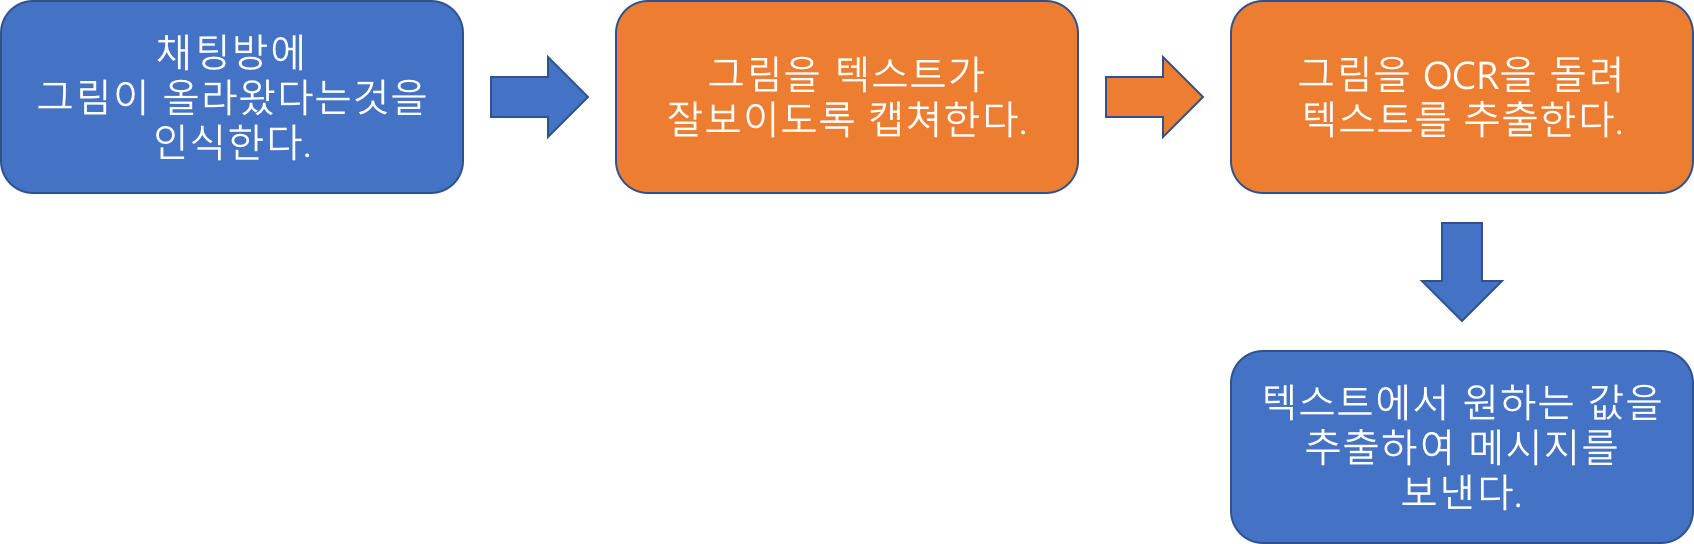 채팅방에
그림이 올라왔다는것을
인식한다.
그림을 텍스트가
잘보이도록 캡쳐한다.
그림을 OCR을 돌려
텍스트를 추출한다.
텍스트에서 원하는 값을
추출하여 메시지를
보낸다.